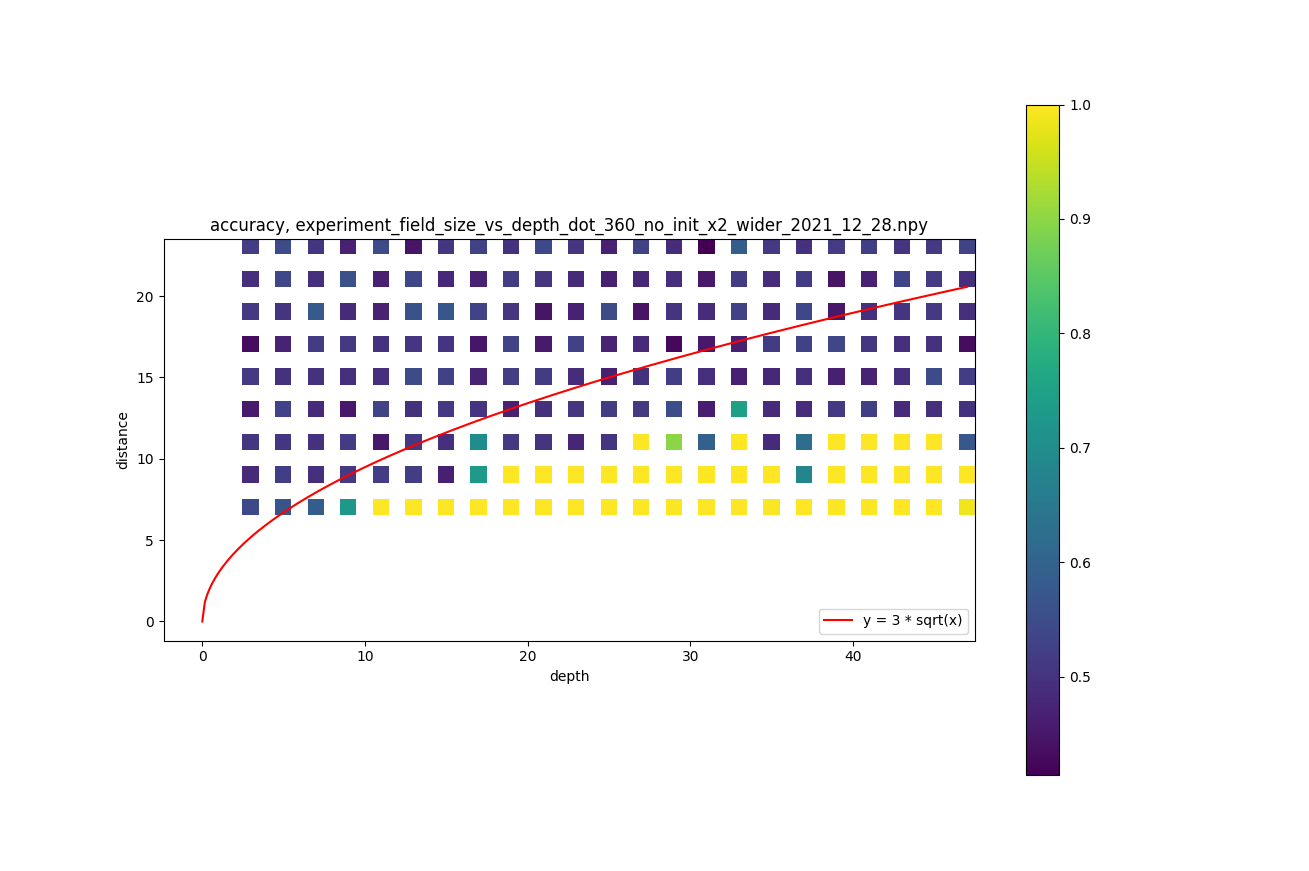 accuracy, experiment_field_size_vs_depth_dot_360_no_init_x2_wider_2021_12_28.npy
distance
20
15
10
5
0
0 10 20 30 40
depth
y = 3 * sqrt(x)
1.0
0.9
0.8
0.7
0.6
0.5